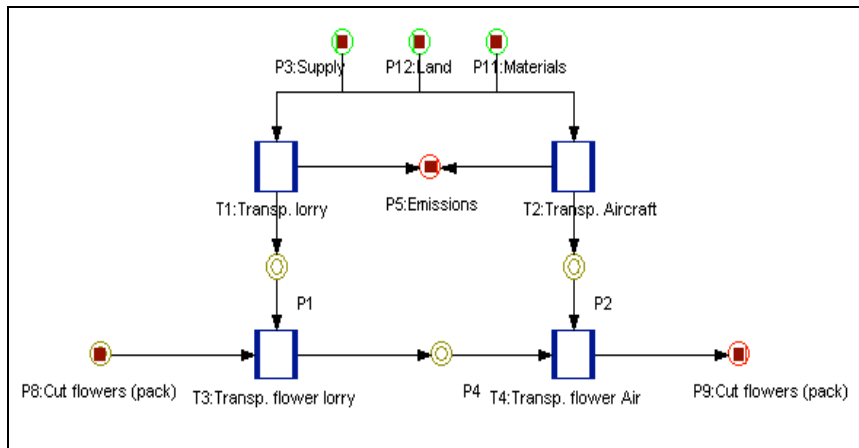 P3:Supply
P12:Land
P11:Materials
T1:Transp. lorry
P5:Emissions
T2:Transp. Aircraft
P1
P2
P8:Cut flowers (pack)
T3:Transp. flower lorry
P4
T4:Transp. flower Air
P9:Cut flowers (pack)